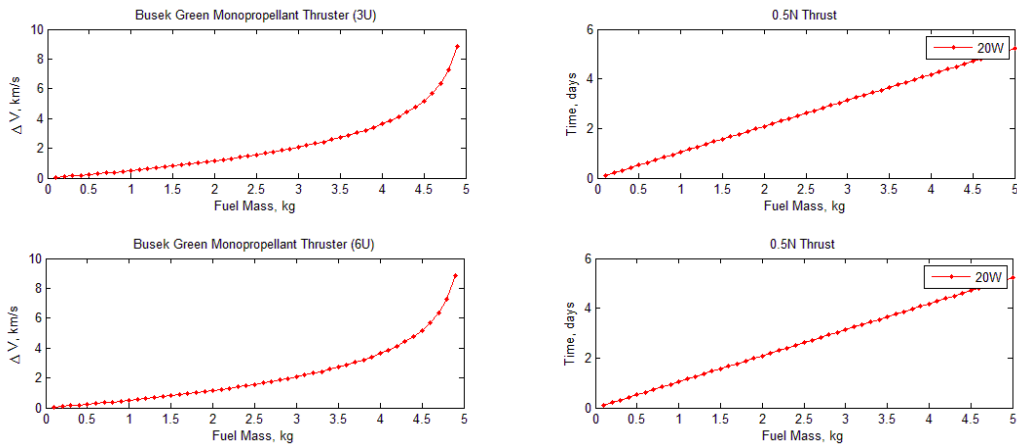 Busek Green Monopropellant Thruster (3U)
10
8
6
4
2
0
Δ V, km/s
0 0.5 1 1.5 2 2.5 3 3.5 4 4.5 5
Fuel Mass, kg
0.5N Thrust
20W
6
4
2
0
Time, days
0 0.5 1 1.5 2 2.5 3 3.5 4 4.5 5
Fuel Mass, kg
Busek Green Monopropellant Thruster (6U)
10
8
6
4
2
0
Δ V, km/s
0 0.5 1 1.5 2 2.5 3 3.5 4 4.5 5
Fuel Mass, kg
0.5N Thrust
20W
6
4
2
0
Time, days
0 0.5 1 1.5 2 2.5 3 3.5 4 4.5 5
Fuel Mass, kg